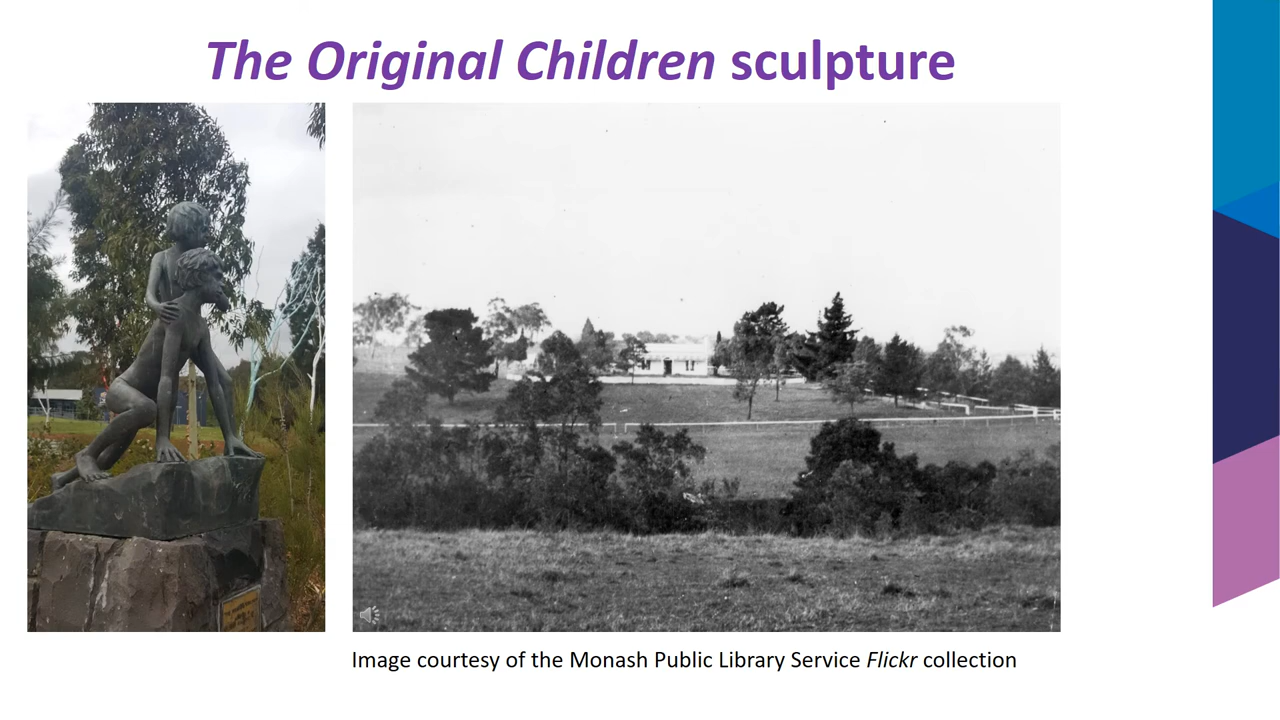 The Original Children sculpture
Image courtesy of the Monash Public Library Service Flickr collection